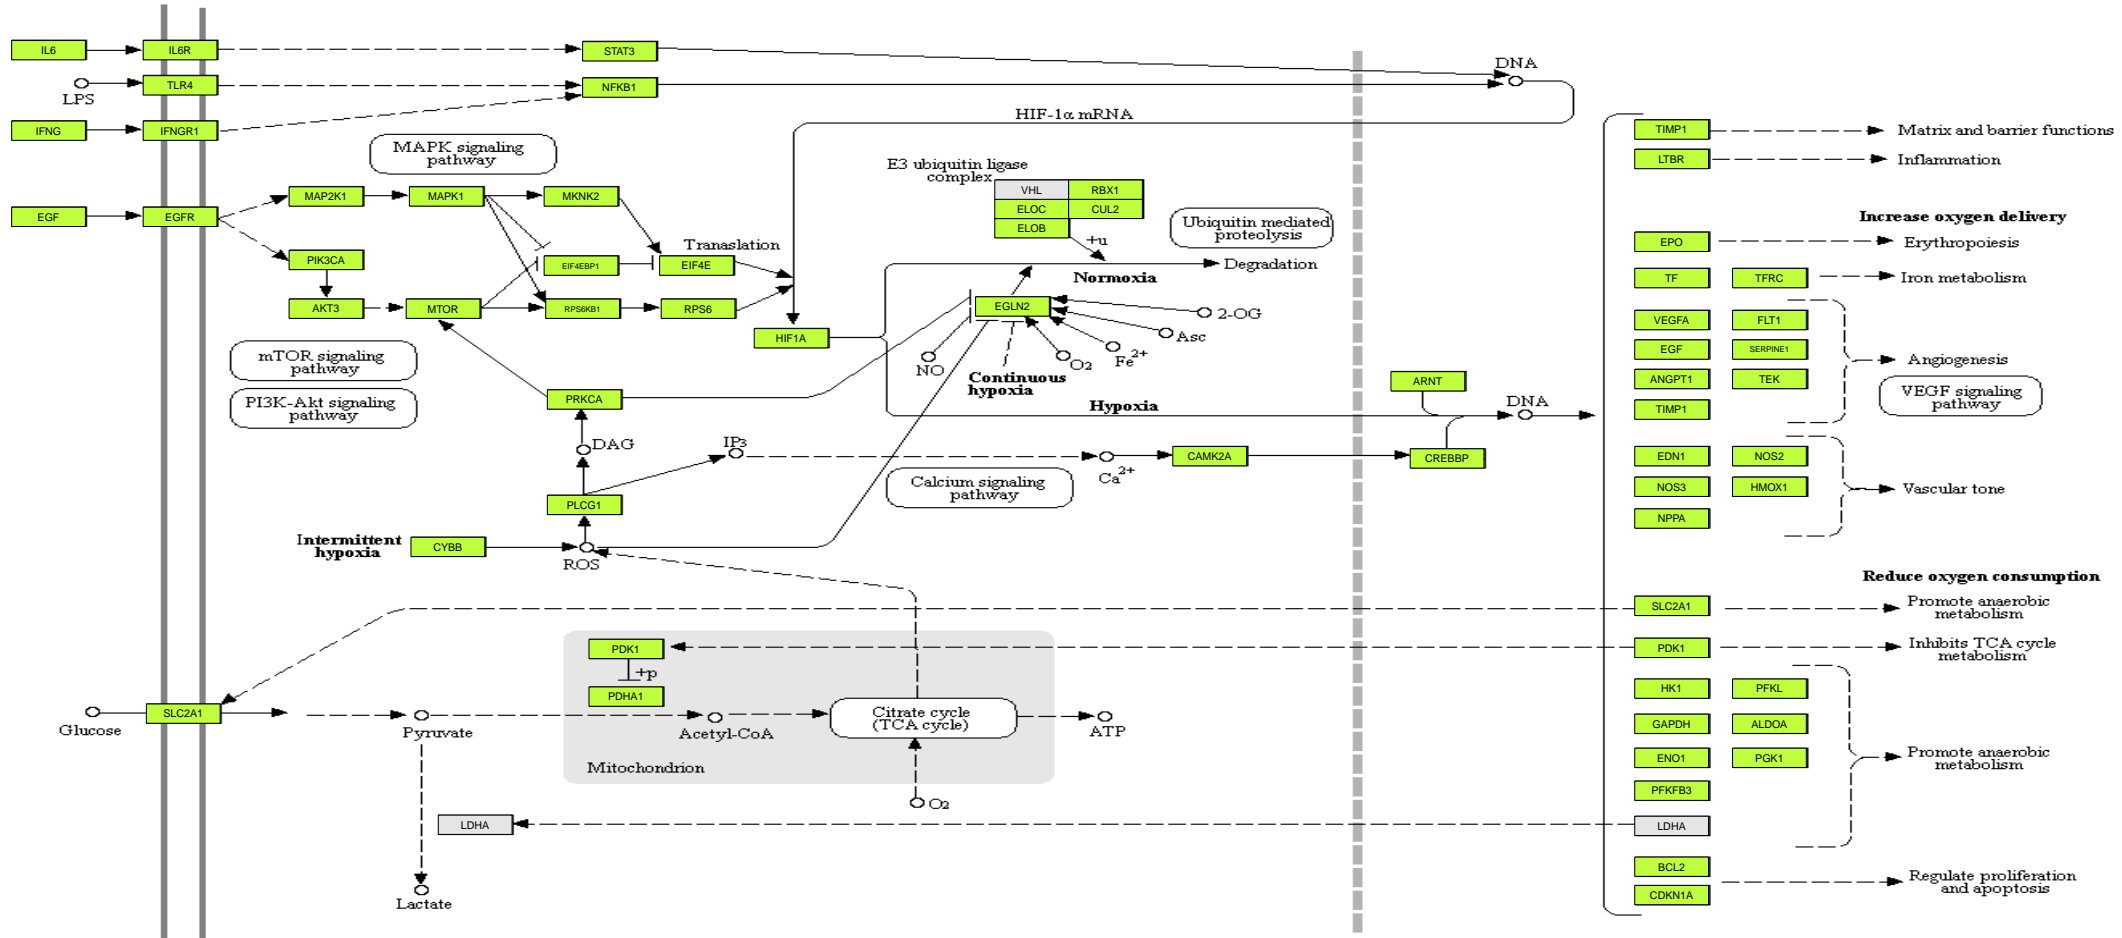 IL6
IL6R
STAT3
DNA
LPS
TLR4
NFKB1
IFNG
IFNGR1
HIF-1α mRNA
MAPK signaling
pathway
E3 ubiquitin ligase
complex
VHL
RBX1
ELOC
CUL2
ELOB
+u
Ubiquitin mediated
proteolysis
EGF
EGFR
MAP2K1
MAPK1
MKNK2
Tranaslation
PIK3CA
EIF4EBP1
EIF4E
Degradation
Normoxia
AKT3
MTOR
RPS6KB1
RPS6
EGLN2
2-OG
Asc
Fe2+
O2
NO
HIF1A
Continuous
hypoxia
mTOR signaling
pathway
PI3K-Akt signaling
pathway
PRKCA
Hypoxia
ARNT
DNA
DAG
IP3
Ca2+
CAMK2A
CREBBP
Calcium signaling
pathway
PLCG1
Intermittent
hypoxia
CYBB
ROS
PDK1
+p
PDHA1
Glucose
SLC2A1
Pyruvate
Acetyl-CoA
Citrate cycle
(TCA cycle)
ATP
Mitochondrion
O2
LDHA
Lactate
TIMP1
Matrix and barrier functions
LTBR
Inflammation
Increase oxygen delivery
EPO
Erythropoiesis
TF
TFRC
Iron metabolism
VEGFA
FLT1
EGF
SERPINE1
Angiogenesis
ANGPT1
TEK
VEGF signaling
pathway
TIMP1
EDN1
NOS2
NOS3
HMOX1
Vascular tone
NPPA
Reduce oxygen consumption
SLC2A1
Promote anaerobic
metabolism
PDK1
Inhibits TCA cycle
metabolism
HK1
PFKL
GAPDH
ALDOA
ENO1
PGK1
Promote anaerobic
metabolism
PFKFB3
LDHA
BCL2
CDKN1A
Regulate proliferation
and apoptosis